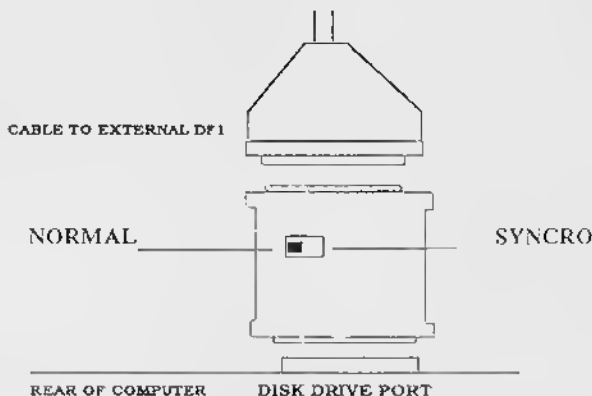 CABLE TO EXTERNAL DF1
NORMAL
SYNCRO
REAR OF COMPUTER
DISK DRIVE PORT